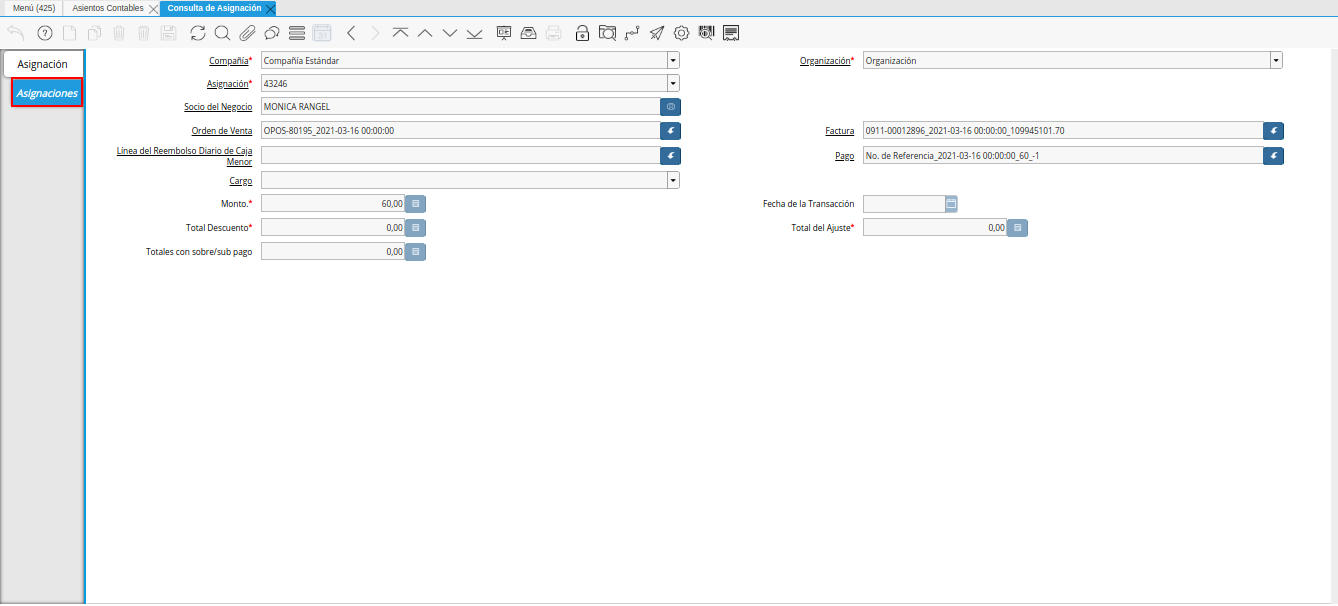 Menú (425) Asientos Contables Consulta de Asignación
31
Asignación
Asignaciones
Compañía* Compañía Estándar Organización* Organización
Asignación* 43246
Socio del Negocio MONICA RANGEL
Orden de Venta OPOS-80195_2021-03-16 00:00:00 Factura 0911-00012896_2021-03-16 00:00:00_109945101.70
Línea del Reembolso Diario de Caja
Menor Pago No. de Referencia_2021-03-16 00:00:00_60_-1
Cargo
Monto.* 60,00 Fecha de la Transacción
Total Descuento* 0,00 Total del Ajuste* 0,00
Totales con sobre/sub pago 0,00